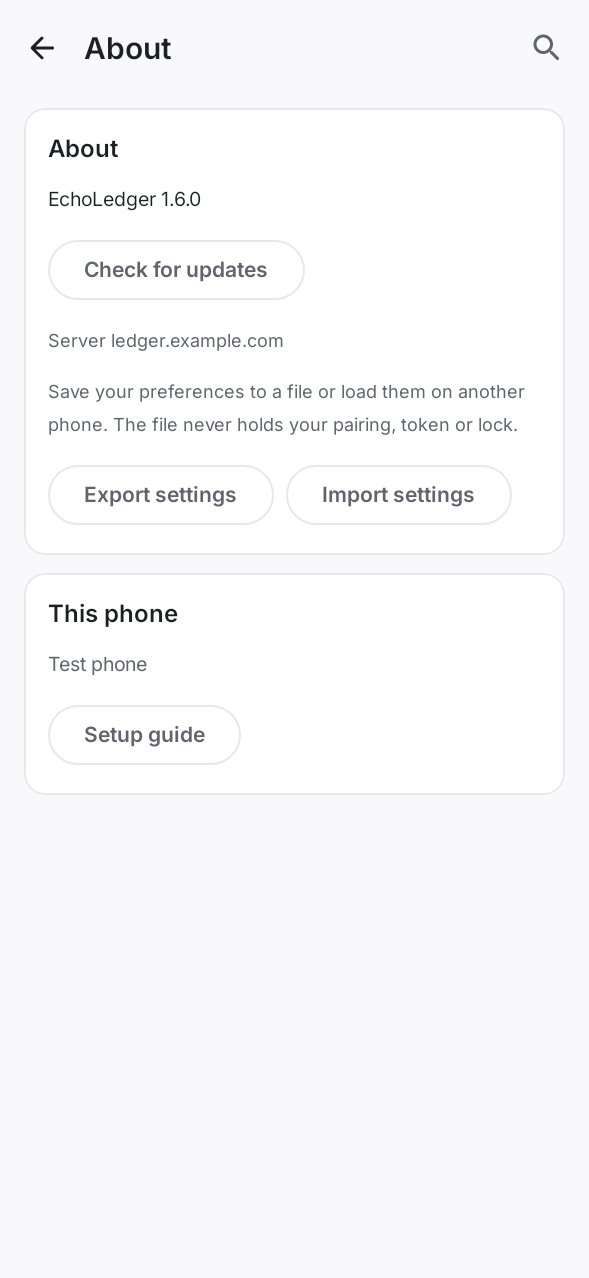 About
About
EchoLedger 1.6.0
Check for updates
Server ledger.example.com
Save your preferences to a file or load them on another
phone. The file never holds your pairing, token or lock.
Export settings Import settings
This phone
Test phone
Setup guide